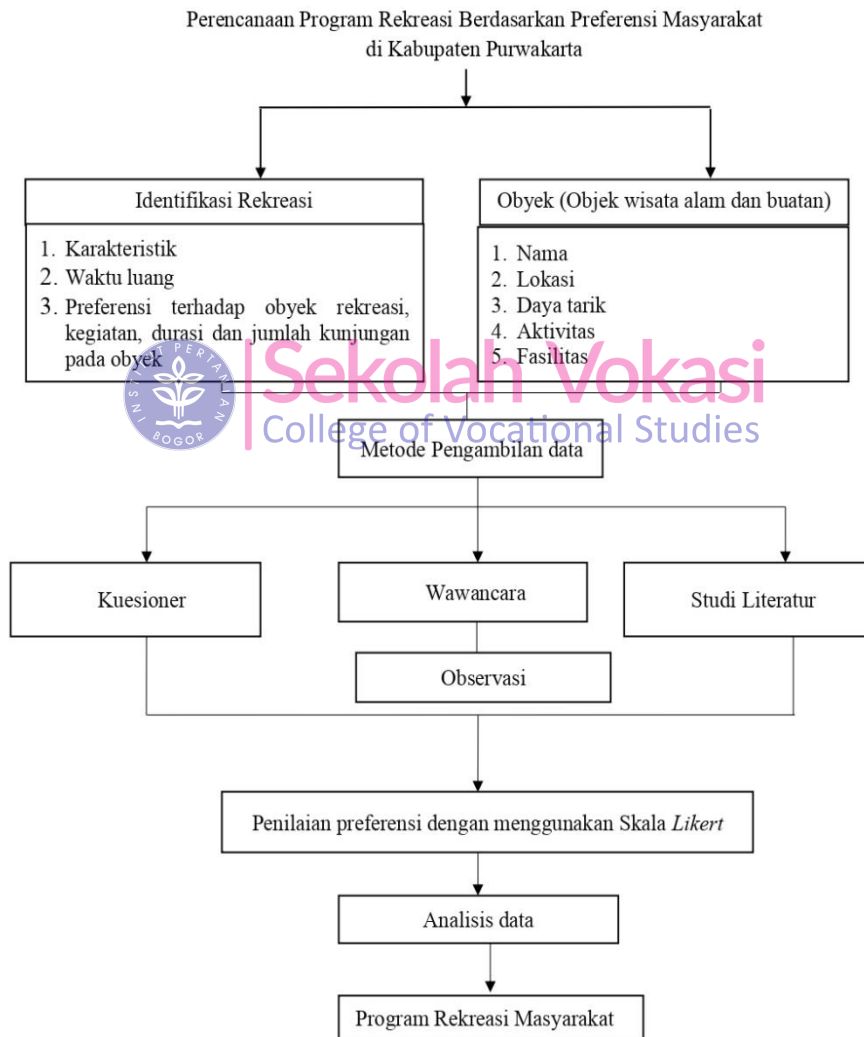 Perencanaan Program Rekreasi Berdasarkan Preferensi Masyarakat
di Kabupaten Purwakarta
Identifikasi Rekreasi
1. Karakteristik
2. Waktu luang
3. Preferensi terhadap obyek rekreasi,
kegiatan, durasi dan jumlah kunjungan
pada obyek
Obyek (Objek wisata alam dan buatan)
1. Nama
2. Lokasi
3. Daya tarik
4. Aktivitas
5. Fasilitas
INSTITUT PERTANIAN
BOGOR
Sekolah Vokasi
College of Vocational Studies
Metode Pengambilan data
Kuesioner
Wawancara
Studi Literatur
Observasi
Penilaian preferensi dengan menggunakan Skala Likert
Analisis data
Program Rekreasi Masyarakat